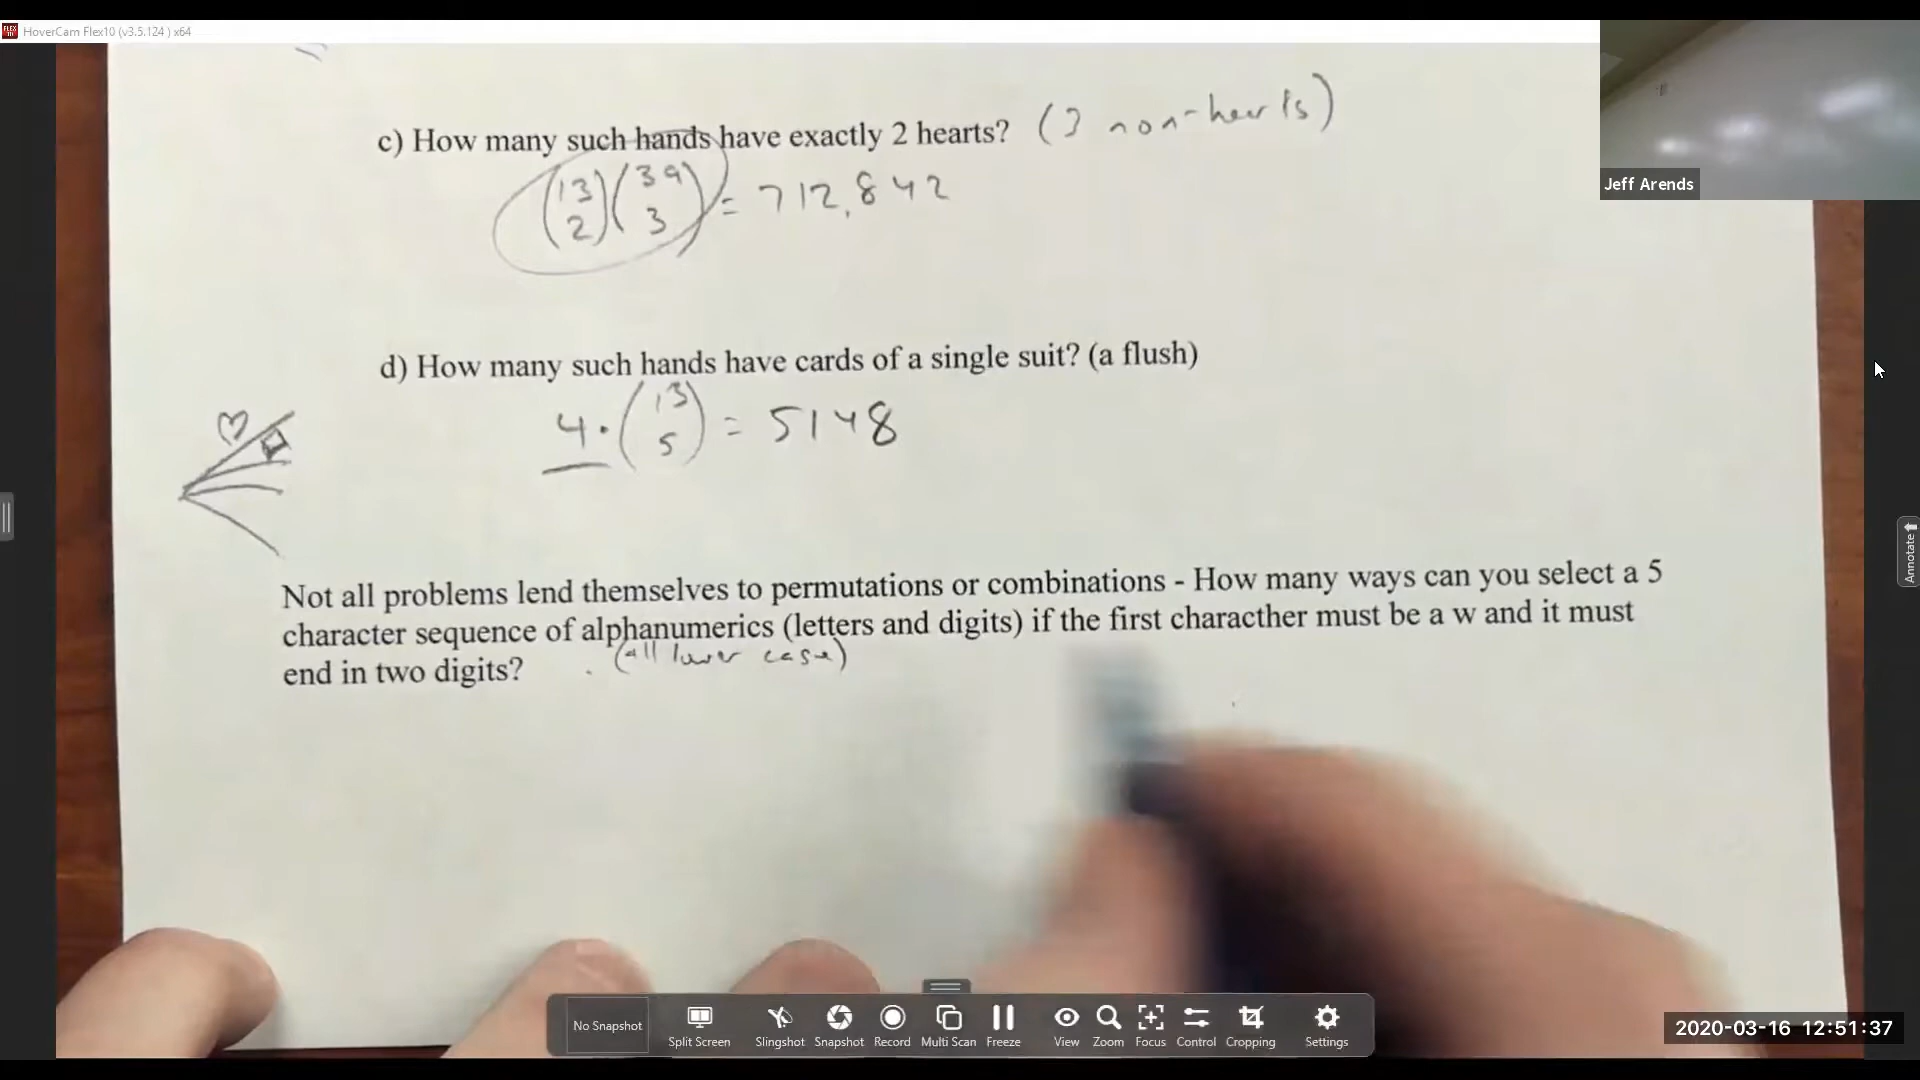 HoverCam Flex10 (v3.5.124) x64
Jeff Arends
c) How many such hands have exactly 2 hearts? (3 non-hearts)
(13 2)(39 3) = 712,842
d) How many such hands have cards of a single suit? (a flush)
4 · (13 5) = 5148
Not all problems lend themselves to permutations or combinations - How many ways can you select a 5
character sequence of alphanumerics (letters and digits) if the first characther must be a w and it must
(all lower case)
end in two digits?
Annotate
No Snapshot
Split Screen
Slingshot
Snapshot
Record
Multi Scan
Freeze
View
Zoom
Focus
Control
Cropping
Settings
2020-03-16 12:51:37